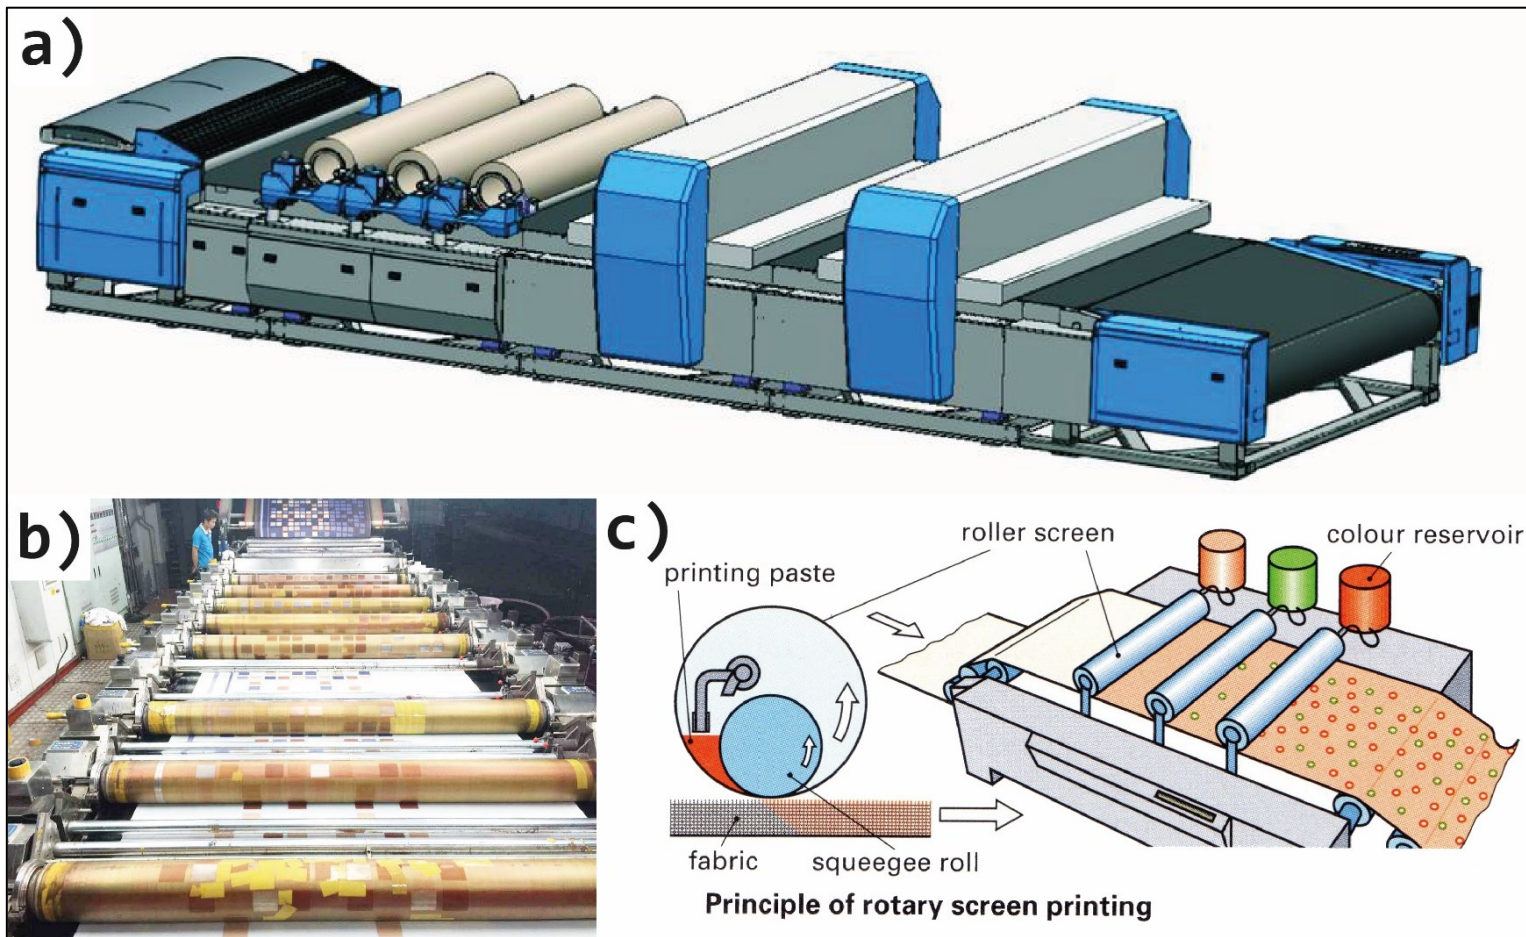 a)
b)
c)
roller screen
colour reservoir
printing paste
fabric
squeegee roll
Principle of rotary screen printing